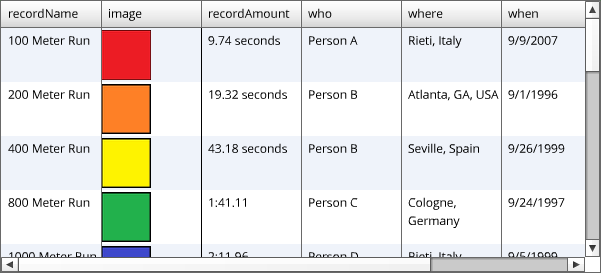 recordName image recordAmount who where when
100 Meter Run 9.74 seconds Person A Rieti, Italy 9/9/2007
200 Meter Run 19.32 seconds Person B Atlanta, GA, USA 9/1/1996
400 Meter Run 43.18 seconds Person B Seville, Spain 9/26/1999
800 Meter Run 1:41.11 Person C Cologne, 9/24/1997
Germany
1000 Meter Run 2:11.96 Person D Rieti, Italy 9/5/1999